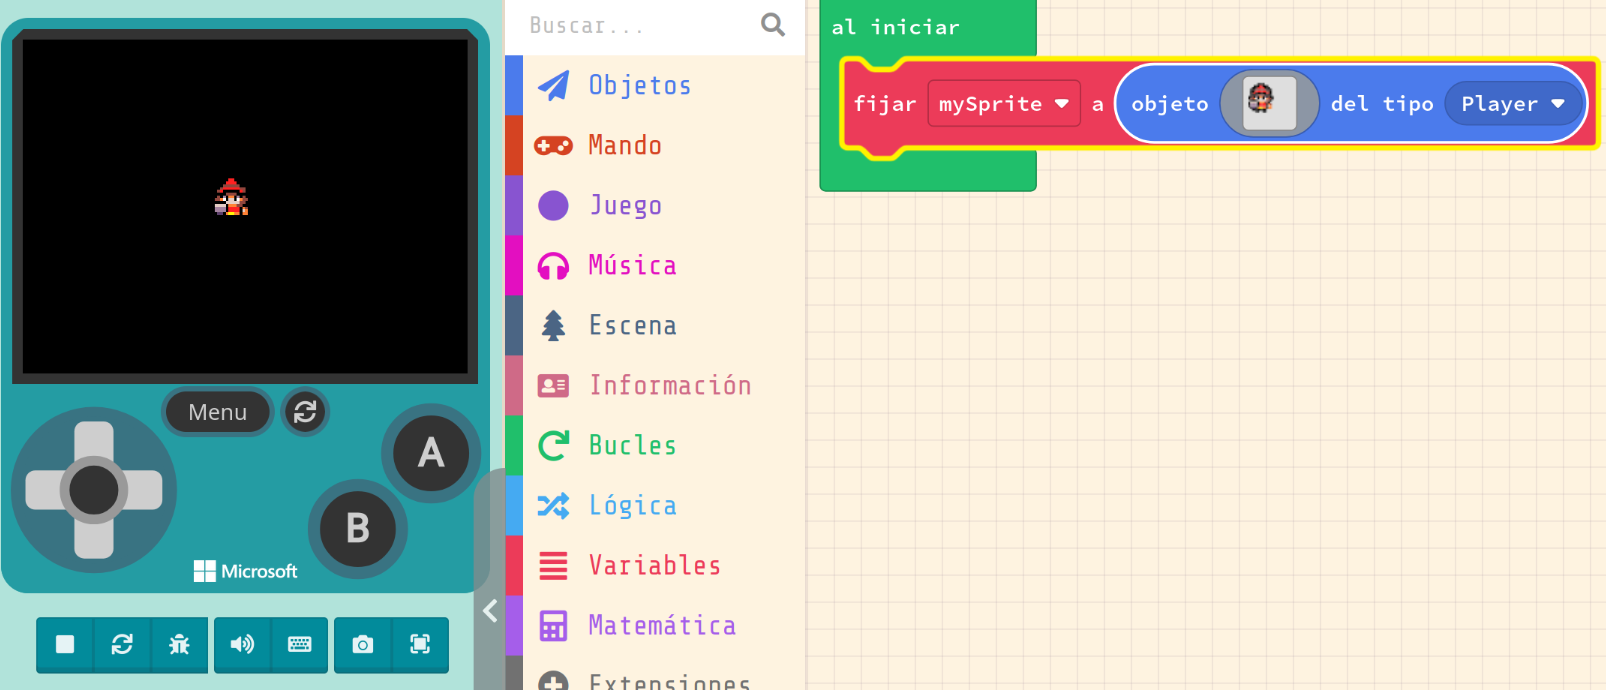 Menu
A
B
Microsoft
Buscar...
Objetos
Mando
Juego
Música
Escena
Información
Bucles
Lógica
Variables
Matemática
Extensiones
al iniciar
fijar mySprite a objeto del tipo Player